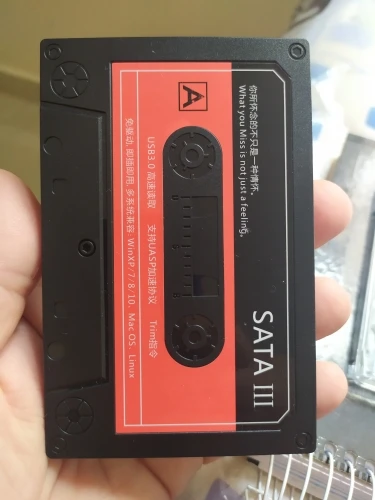 你所怀念的不只是一种情怀。
What you Miss is not just a feeling.
A
SATA III
USB3.0 高速读取 支持UASP加速协议 Trim指令
免驱动, 即插即用, 多系统兼容: WinXP/7/8/10、Mac OS、Linux